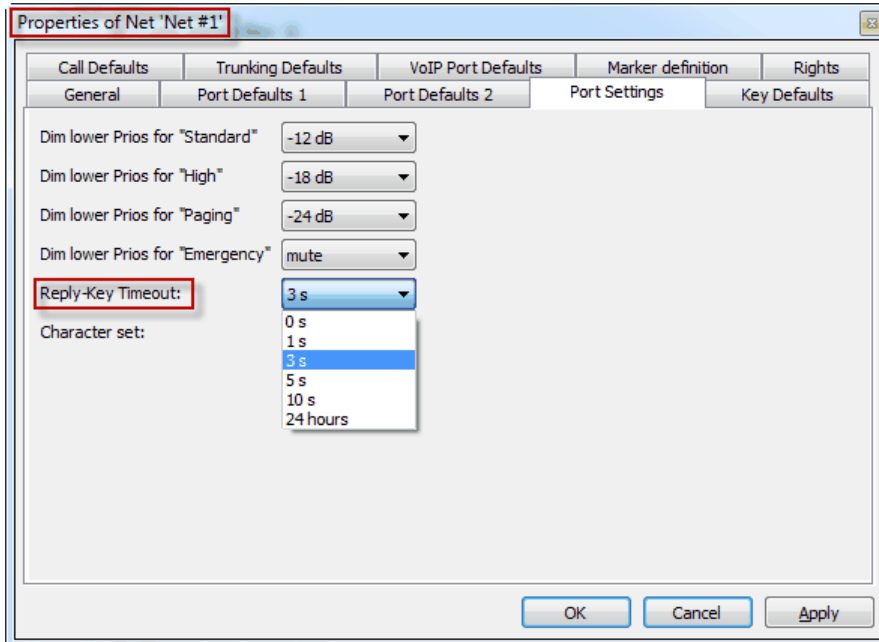 Properties of Net 'Net #1'
Call Defaults Trunking Defaults VoIP Port Defaults Marker definition Rights
General Port Defaults 1 Port Defaults 2 Port Settings Key Defaults
Dim lower Prios for "Standard" -12 dB
Dim lower Prios for "High" -18 dB
Dim lower Prios for "Paging" -24 dB
Dim lower Prios for "Emergency" mute
Reply-Key Timeout: 3 s
0 s
Character set:
1 s
3 s
5 s
10 s
24 hours
OK Cancel Apply